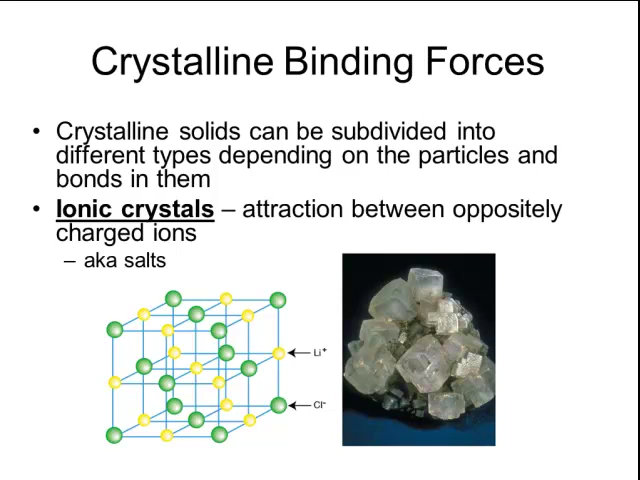 Crystalline Binding Forces
• Crystalline solids can be subdivided into
different types depending on the particles and
bonds in them
• Ionic crystals – attraction between oppositely
charged ions
– aka salts
Li⁺
Cl⁻